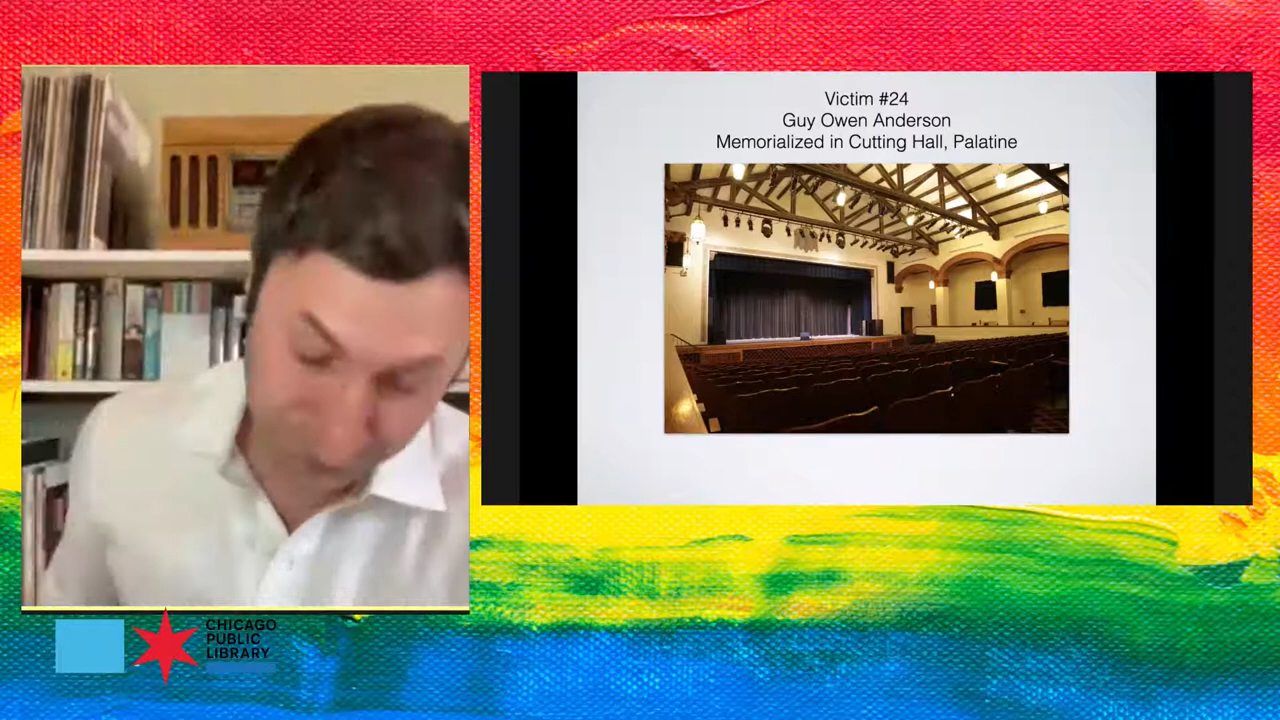 Victim #24
Guy Owen Anderson
Memorialized in Cutting Hall, Palatine
CHICAGO
PUBLIC
LIBRARY